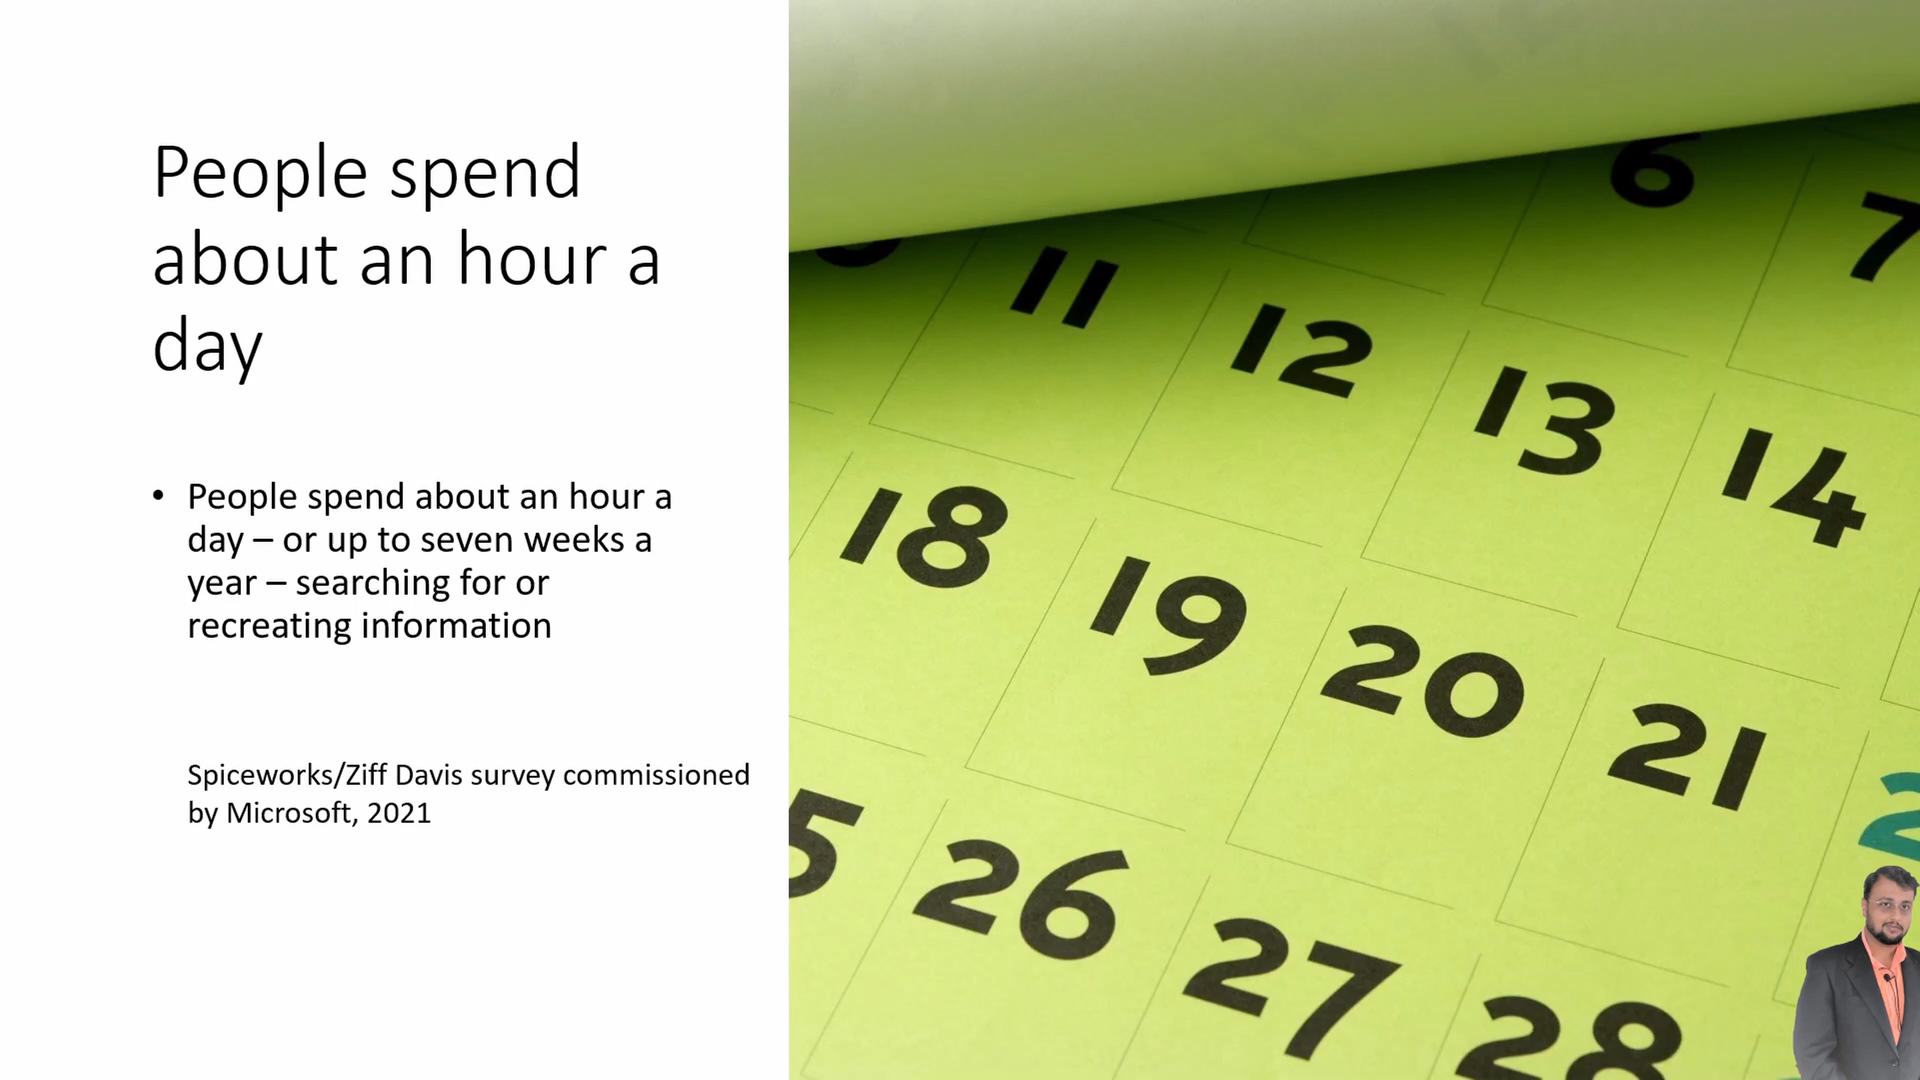 People spend
about an hour a
day
• People spend about an hour a
day – or up to seven weeks a
year – searching for or
recreating information
Spiceworks/Ziff Davis survey commissioned
by Microsoft, 2021
6
7
11
12
13
14
18
19
20
21
26
27
28